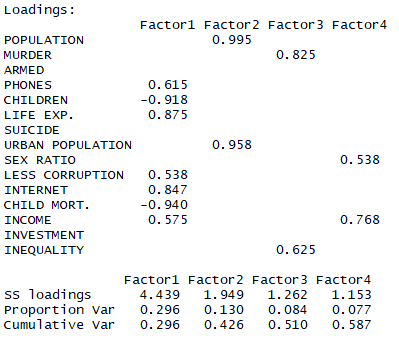 Loadings:
Factor1 Factor2 Factor3 Factor4
POPULATION 0.995
MURDER 0.825
ARMED
PHONES 0.615
CHILDREN -0.918
LIFE EXP. 0.875
SUICIDE
URBAN POPULATION 0.958
SEX RATIO 0.538
LESS CORRUPTION 0.538
INTERNET 0.847
CHILD MORT. -0.940
INCOME 0.575 0.768
INVESTMENT
INEQUALITY 0.625
Factor1 Factor2 Factor3 Factor4
SS loadings 4.439 1.949 1.262 1.153
Proportion Var 0.296 0.130 0.084 0.077
Cumulative Var 0.296 0.426 0.510 0.587